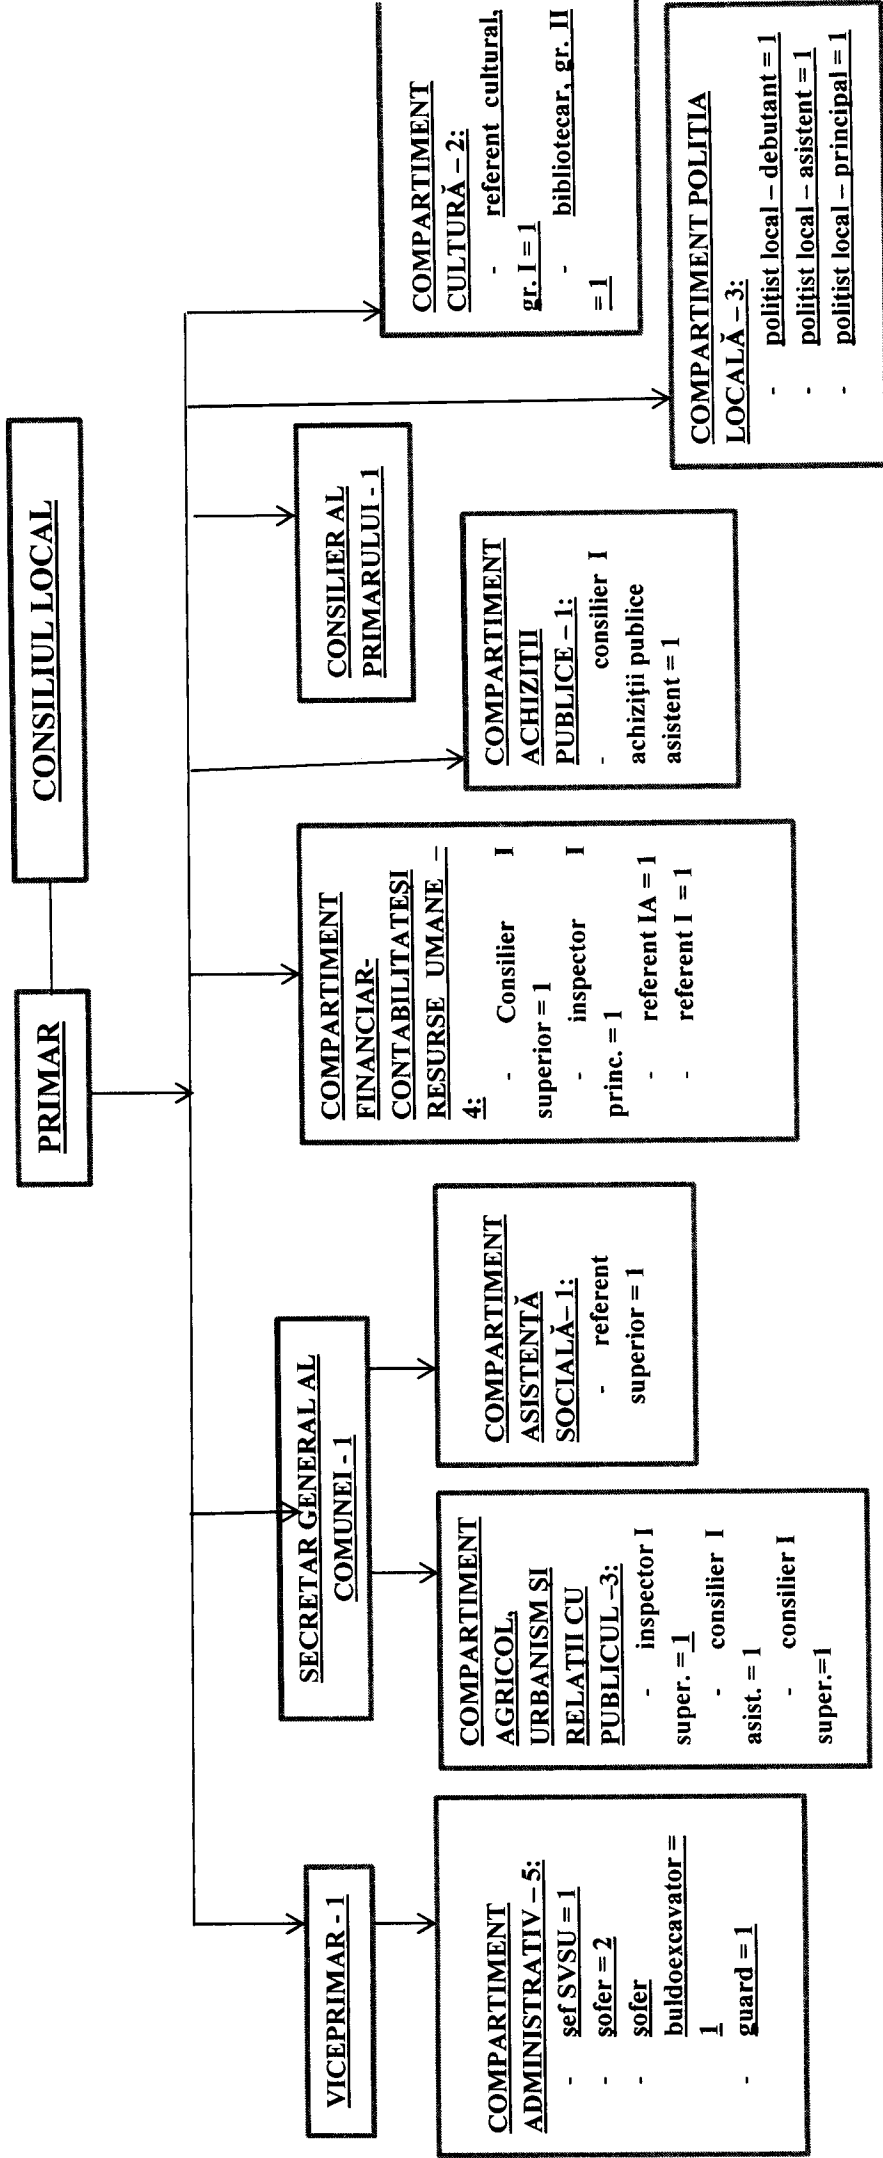 CONSILIUL LOCAL
PRIMAR
VICEPRIMAR - 1
COMPARTIMENT
ADMINISTRATIV – 5:
- șef SVSU = 1
- șofer = 2
- șofer
buldoexcavator =
1
- guard = 1
SECRETAR GENERAL AL
COMUNEI - 1
COMPARTIMENT
AGRICOL,
URBANISM ȘI
RELAȚII CU
PUBLICUL –3:
- inspector I
super. = 1
- consilier I
asist. = 1
- consilier I
super.=1
COMPARTIMENT
ASISTENȚĂ
SOCIALĂ– 1:
- referent
superior = 1
COMPARTIMENT
FINANCIAR-
CONTABILITATEȘI
RESURSE UMANE –
4:
- Consilier I
superior = 1
- inspector I
princ. = 1
- referent IA = 1
- referent I = 1
COMPARTIMENT
ACHIZIȚII
PUBLICE – 1:
- consilier I
achiziții publice
asistent = 1
CONSILIER AL
PRIMARULUI - 1
COMPARTIMENT POLIȚIA
LOCALĂ – 3:
- polițist local – debutant = 1
- polițist local – asistent = 1
- polițist local – principal = 1
COMPARTIMENT
CULTURĂ – 2:
- referent cultural,
gr. I = 1
- bibliotecar, gr. II
= 1